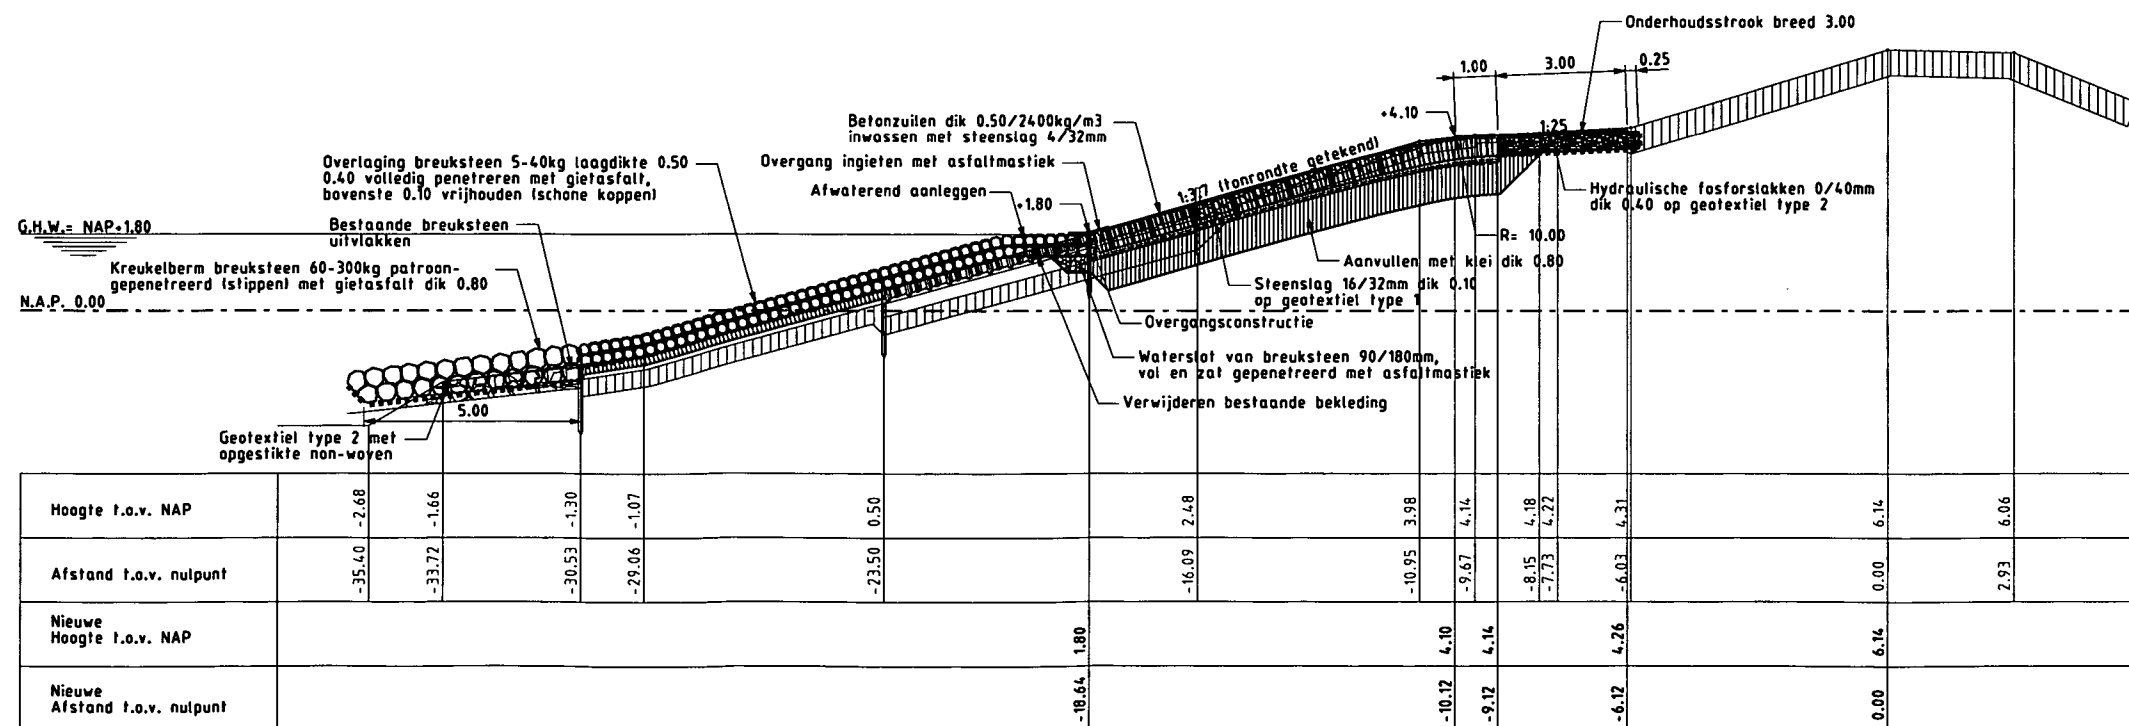 Onderhoudsstrook breed 3.00
1.00
3.00
0.25
+4.10
1:25
Betonzuilen dik 0.50/2400kg/m3
inwassen met steenslag 4/32mm
Overgang ingieten met asfaltmastiek
Afwaterend aanleggen
+1.80
1:3.7 (tonrondte getekend)
Overlaging breuksteen 5-40kg laagdikte 0.50
0.40 volledig penetreren met gietasfalt,
bovenste 0.10 vrijhouden (schone koppen)
Hydraulische fosforslakken 0/40mm
dik 0.40 op geotextiel type 2
G.H.W.= NAP+1.80
Bestaande breuksteen
uitvlakken
R= 10.00
Aanvullen met klei dik 0.80
Kreukelberm breuksteen 60-300kg patroon-
gepenetreerd (stippen) met gietasfalt dik 0.80
Steenslag 16/32mm dik 0.10
op geotextiel type 1
N.A.P. 0.00
Overgangsconstructie
Waterslot van breuksteen 90/180mm,
vol en zat gepenetreerd met asfaltmastiek
Verwijderen bestaande bekleding
5.00
Geotextiel type 2 met
opgestikte non-woven
Hoogte t.o.v. NAP
-2.68 -1.66 -1.30 -1.07 0.50 2.48 3.98 4.14 4.18 4.22 4.31 6.14 6.06
Afstand t.o.v. nulpunt
-35.40 -33.72 -30.53 -29.06 -23.50 -16.09 -10.95 -9.67 -8.15 -7.73 -6.03 0.00 2.93
Nieuwe
Hoogte t.o.v. NAP
1.80 4.10 4.14 4.26 6.14
Nieuwe
Afstand t.o.v. nulpunt
-18.64 -10.12 -9.12 -6.12 0.00